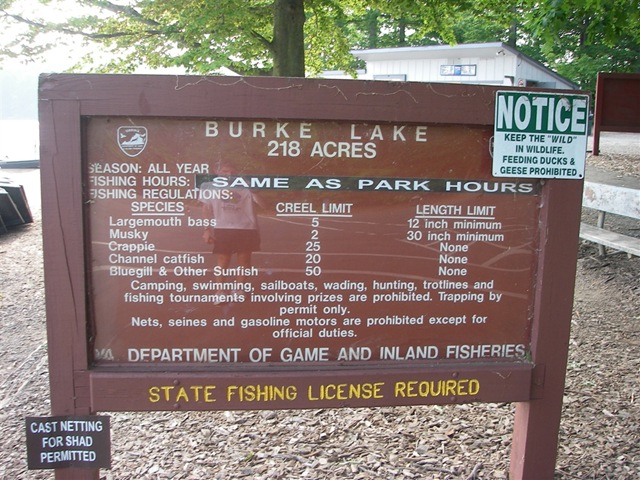 BURKE LAKE
218 ACRES
SEASON: ALL YEAR
FISHING HOURS: SAME AS PARK HOURS
FISHING REGULATIONS:
SPECIES CREEL LIMIT LENGTH LIMIT
Largemouth bass 5 12 inch minimum
Musky 2 30 inch minimum
Crappie 25 None
Channel catfish 20 None
Bluegill & Other Sunfish 50 None
Camping, swimming, sailboats, wading, hunting, trotlines and
fishing tournaments involving prizes are prohibited. Trapping by
permit only.
Nets, seines and gasoline motors are prohibited except for
official duties.
VA. DEPARTMENT OF GAME AND INLAND FISHERIES
STATE FISHING LICENSE REQUIRED
NOTICE
KEEP THE "WILD"
IN WILDLIFE.
FEEDING DUCKS &
GEESE PROHIBITED
CAST NETTING
FOR SHAD
PERMITTED